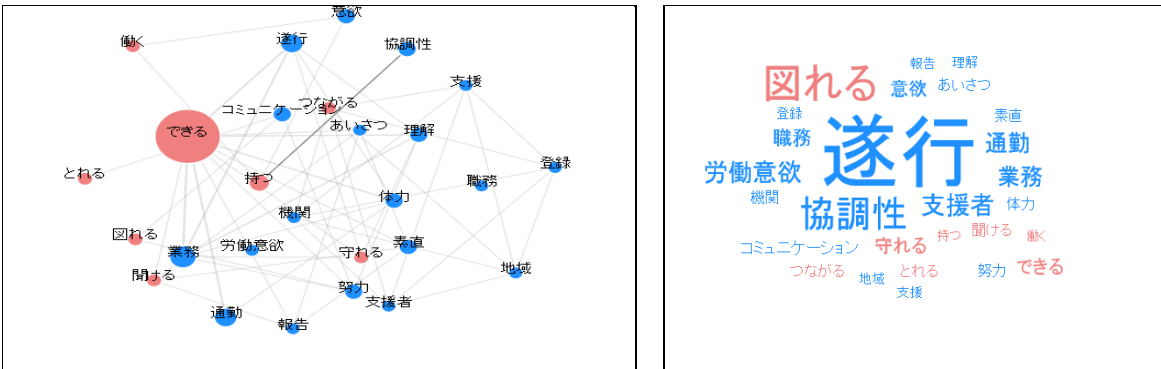 意欲
働く
遂行
協調性
支援
コミュニケーション
つながる
あいさつ
理解
できる
登録
とれる
持つ
職務
体力
機関
図れる
業務
労働意欲
守れる
素直
聞ける
地域
努力
支援者
通勤
報告
報告 理解
図れる 意欲 あいさつ
登録 素直
職務 遂行 通勤
労働意欲 業務
機関 協調性 支援者 体力
コミュニケーション 守れる 持つ 聞ける 働く
つながる 地域 とれる 努力 できる
支援